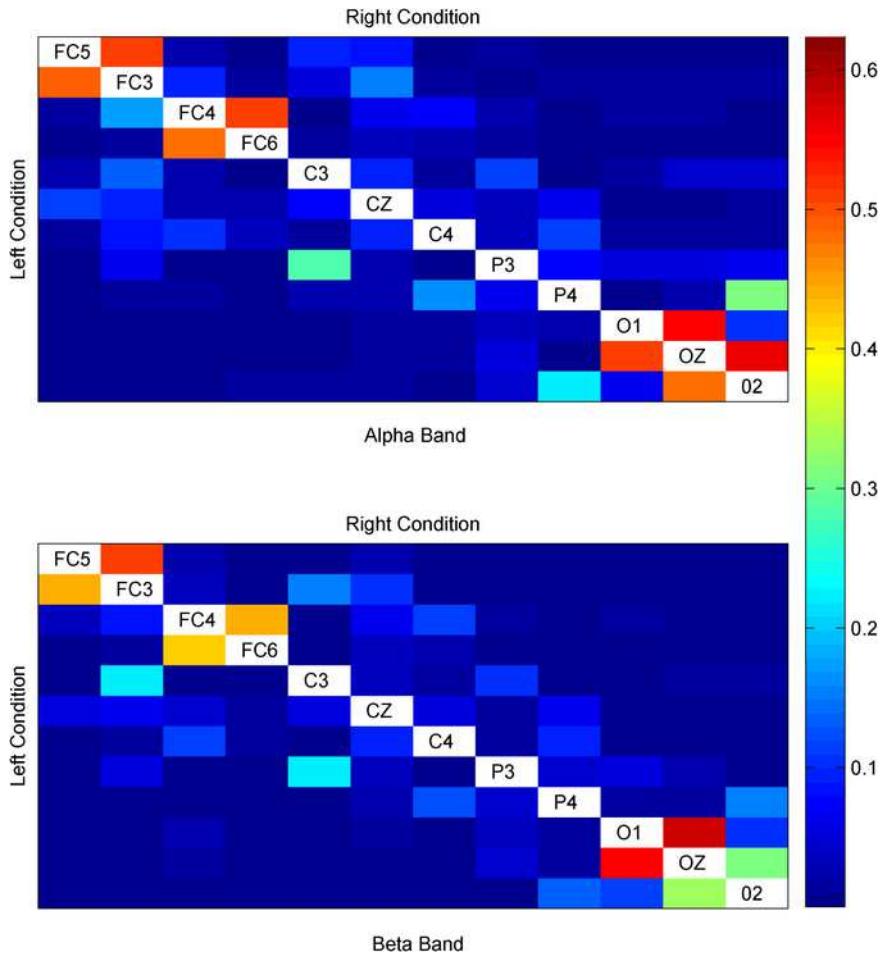 Right Condition
FC5
FC3
FC4
FC6
C3
CZ
C4
P3
P4
O1
OZ
02
Left Condition
Alpha Band
0.6
0.5
0.4
0.3
0.2
0.1
Right Condition
FC5
FC3
FC4
FC6
C3
CZ
C4
P3
P4
O1
OZ
02
Left Condition
Beta Band